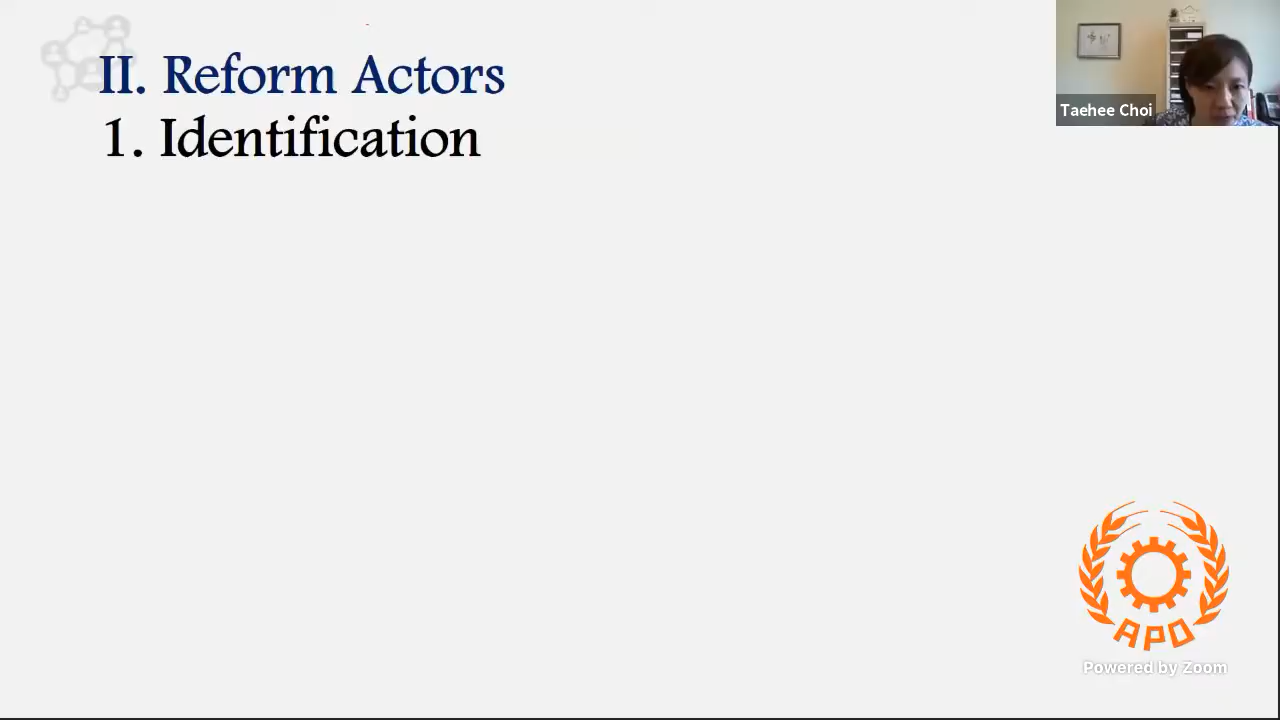 II. Reform Actors
1. Identification
Taehee Choi
APO
Powered by Zoom